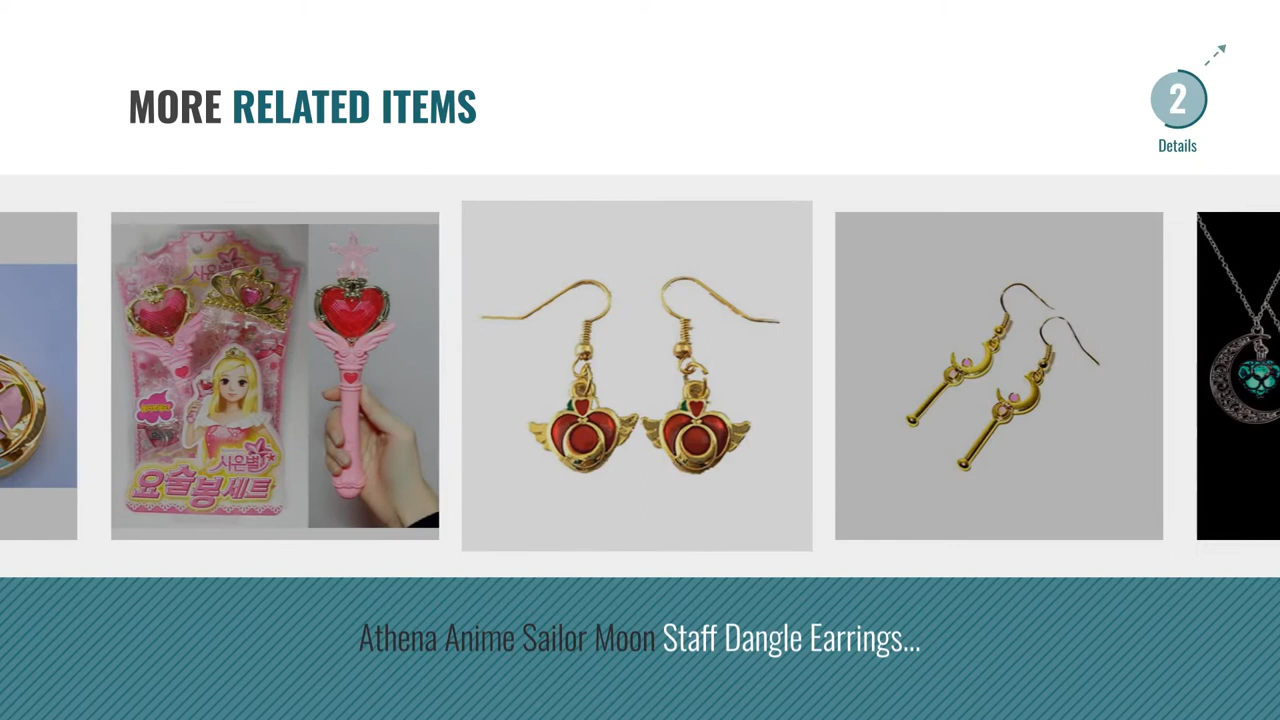 MORE RELATED ITEMS
2
Details
사은별
요술봉세트
Athena Anime Sailor Moon Staff Dangle Earrings...